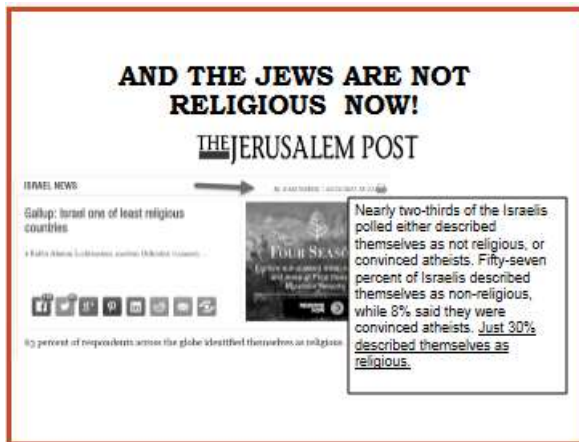 AND THE JEWS ARE NOT
RELIGIOUS NOW!
THE JERUSALEM POST
ISRAEL NEWS
Gallup: Israel one of least religious
countries
FOUR SEAS
63 percent of respondents across the globe identified themselves as religious.
Nearly two-thirds of the Israelis
polled either described
themselves as not religious, or
convinced atheists. Fifty-seven
percent of Israelis described
themselves as non-religious,
while 8% said they were
convinced atheists. Just 30%
described themselves as
religious.